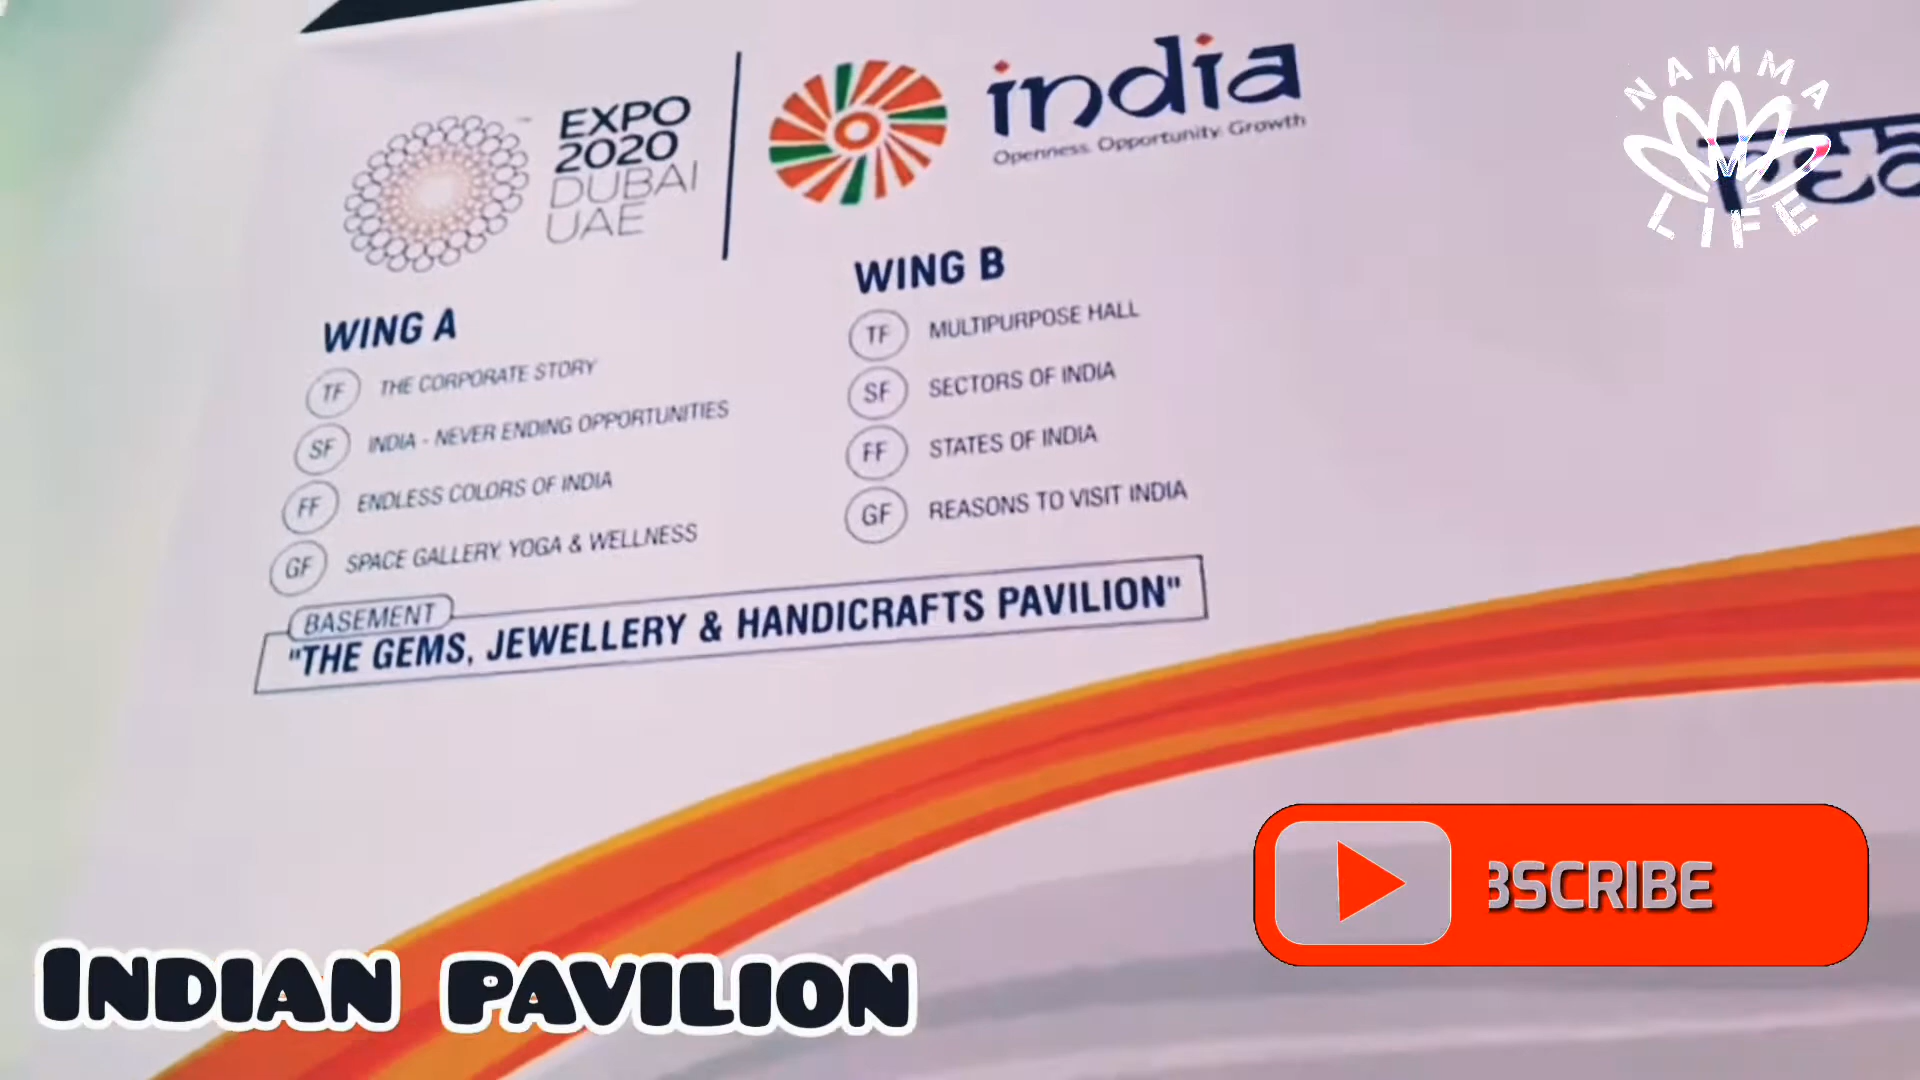 EXPO
2020
DUBAI
UAE
india
Openness. Opportunity. Growth
NAMMA
LIFE
WING A
TF THE CORPORATE STORY
SF INDIA - NEVER ENDING OPPORTUNITIES
FF ENDLESS COLORS OF INDIA
GF SPACE GALLERY, YOGA & WELLNESS
WING B
TF MULTIPURPOSE HALL
SF SECTORS OF INDIA
FF STATES OF INDIA
GF REASONS TO VISIT INDIA
BASEMENT
"THE GEMS, JEWELLERY & HANDICRAFTS PAVILION"
BSCRIBE
INDIAN PAVILION